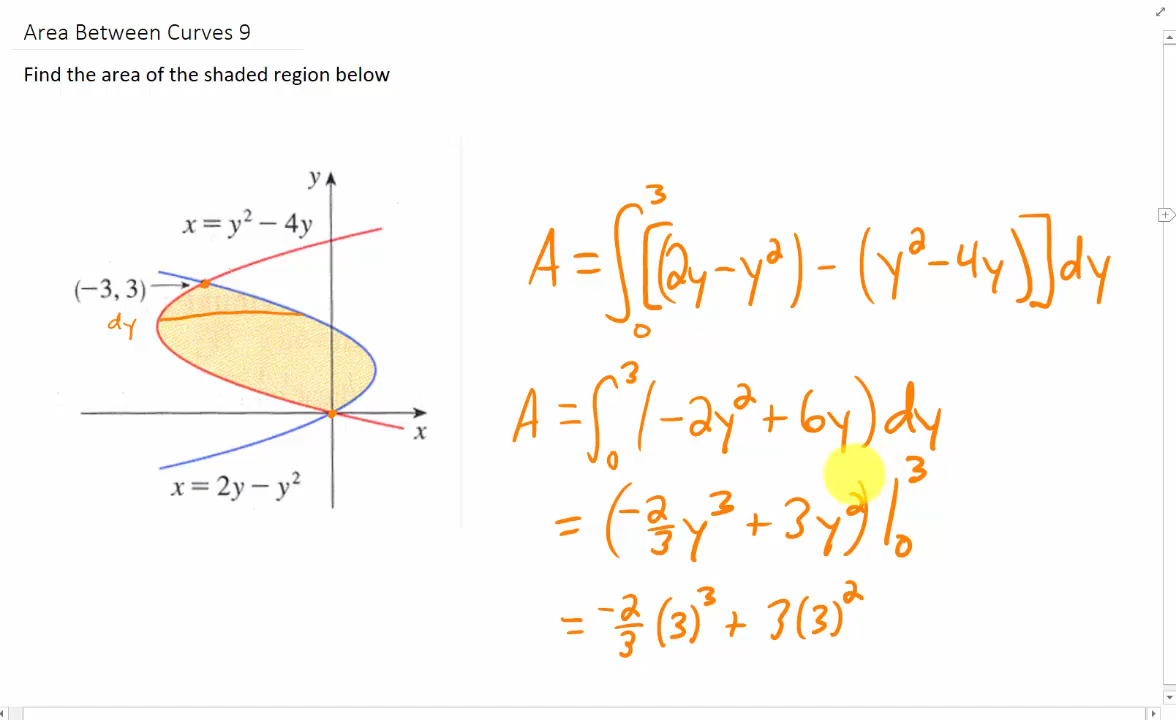 Area Between Curves 9
Find the area of the shaded region below
y
x = y² − 4y
(−3, 3)
dy
x
x = 2y − y²
A = ∫₀³ [(2y − y²) − (y² − 4y)] dy
A = ∫₀³ (−2y² + 6y) dy
= (−2/3 y³ + 3y²) |₀³
= −2/3 (3)³ + 3(3)²